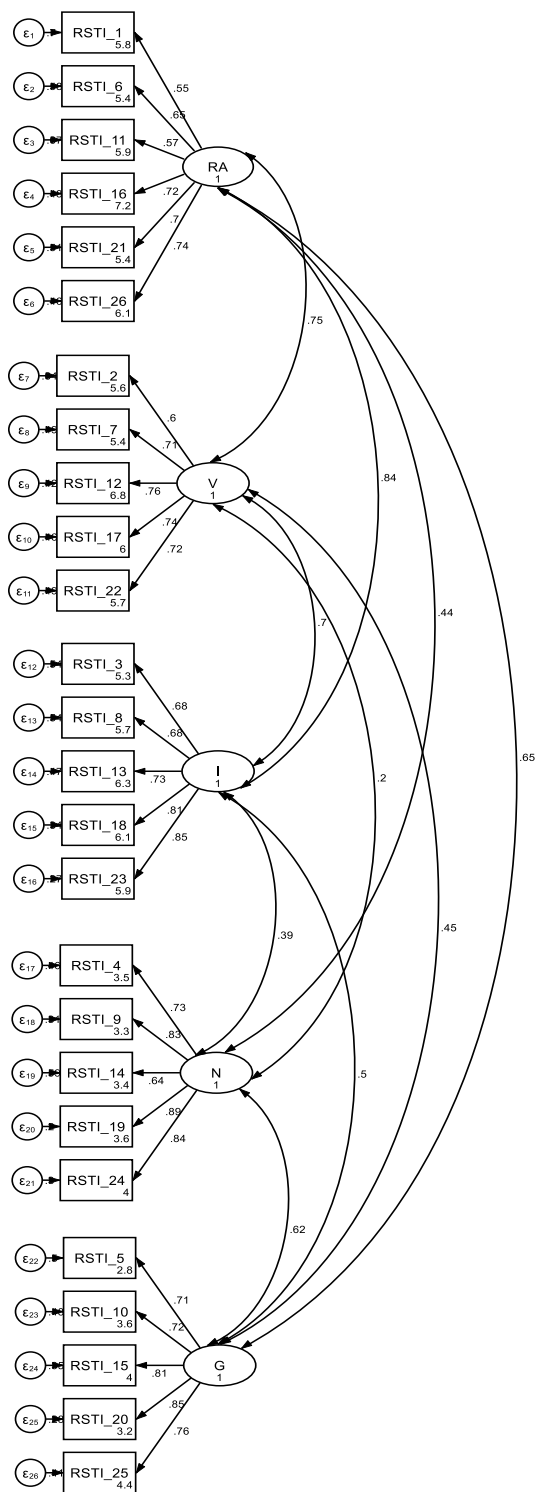 ε1 RSTI_1 5.8
.55
ε2 RSTI_6 5.4
.65
ε3 RSTI_11 5.9
.57
RA 1
ε4 RSTI_16 7.2
.72
ε5 RSTI_21 5.4
.7
.74
ε6 RSTI_26 6.1
.75
ε7 RSTI_2 5.6
.6
ε8 RSTI_7 5.4
.71
ε9 RSTI_12 6.8
.76
V 1
.84
ε10 RSTI_17 6
.74
.72
ε11 RSTI_22 5.7
.7
.44
ε12 RSTI_3 5.3
.68
ε13 RSTI_8 5.7
.68
ε14 RSTI_13 6.3
.73
I 1
.2
.65
ε15 RSTI_18 6.1
.81
.85
ε16 RSTI_23 5.9
.39
.45
ε17 RSTI_4 3.5
.73
ε18 RSTI_9 3.3
.83
ε19 RSTI_14 3.4
.64
N 1
.5
ε20 RSTI_19 3.6
.89
.84
ε21 RSTI_24 4
.62
ε22 RSTI_5 2.8
.71
ε23 RSTI_10 3.6
.72
ε24 RSTI_15 4
.81
G 1
ε25 RSTI_20 3.2
.85
.76
ε26 RSTI_25 4.4